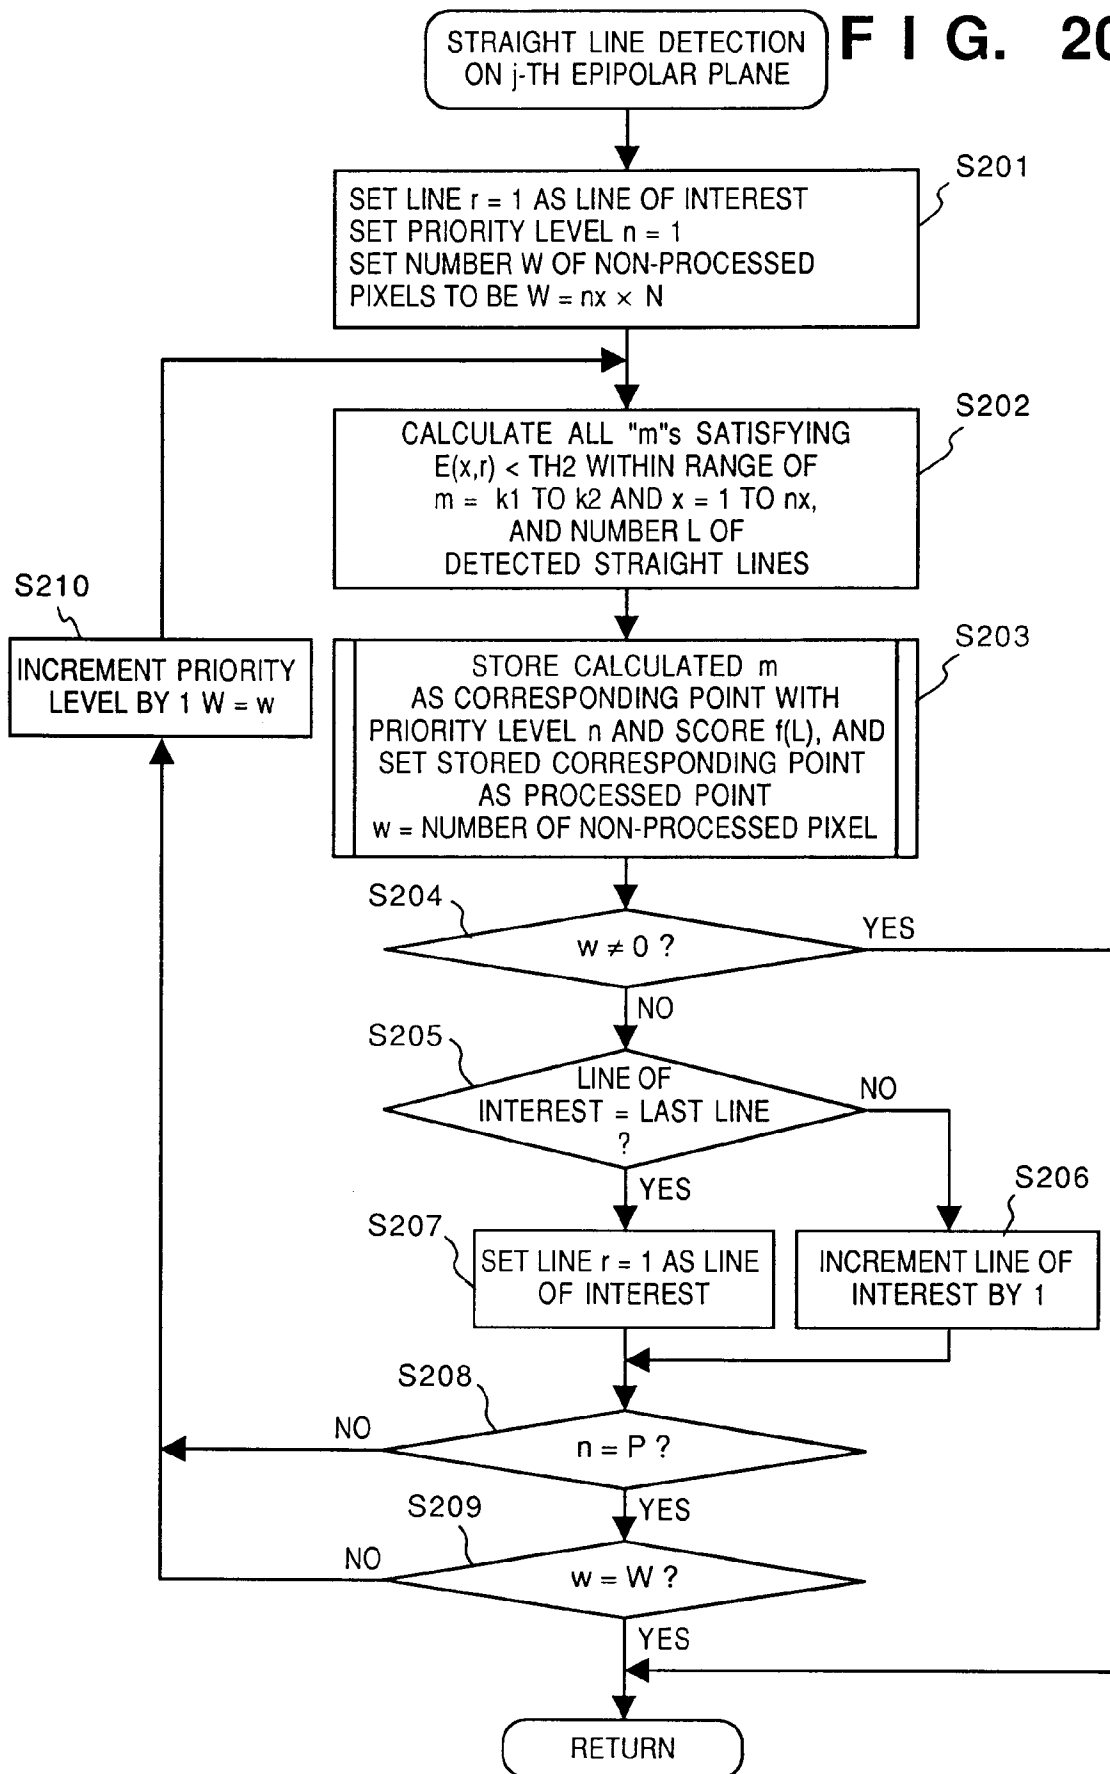 FIG. 20
STRAIGHT LINE DETECTION
ON j-TH EPIPOLAR PLANE
S201
SET LINE r = 1 AS LINE OF INTEREST
SET PRIORITY LEVEL n = 1
SET NUMBER W OF NON-PROCESSED
PIXELS TO BE W = nx × N
S202
CALCULATE ALL "m"s SATISFYING
E(x,r) < TH2 WITHIN RANGE OF
m = k1 TO k2 AND x = 1 TO nx,
AND NUMBER L OF
DETECTED STRAIGHT LINES
S210
INCREMENT PRIORITY
LEVEL BY 1 W = w
S203
STORE CALCULATED m
AS CORRESPONDING POINT WITH
PRIORITY LEVEL n AND SCORE f(L), AND
SET STORED CORRESPONDING POINT
AS PROCESSED POINT
w = NUMBER OF NON-PROCESSED PIXEL
S204
w ≠ 0 ?
YES
NO
S205
LINE OF
INTEREST = LAST LINE
?
NO
YES
S206
INCREMENT LINE OF
INTEREST BY 1
S207
SET LINE r = 1 AS LINE
OF INTEREST
S208
n = P ?
NO
YES
S209
w = W ?
NO
YES
RETURN